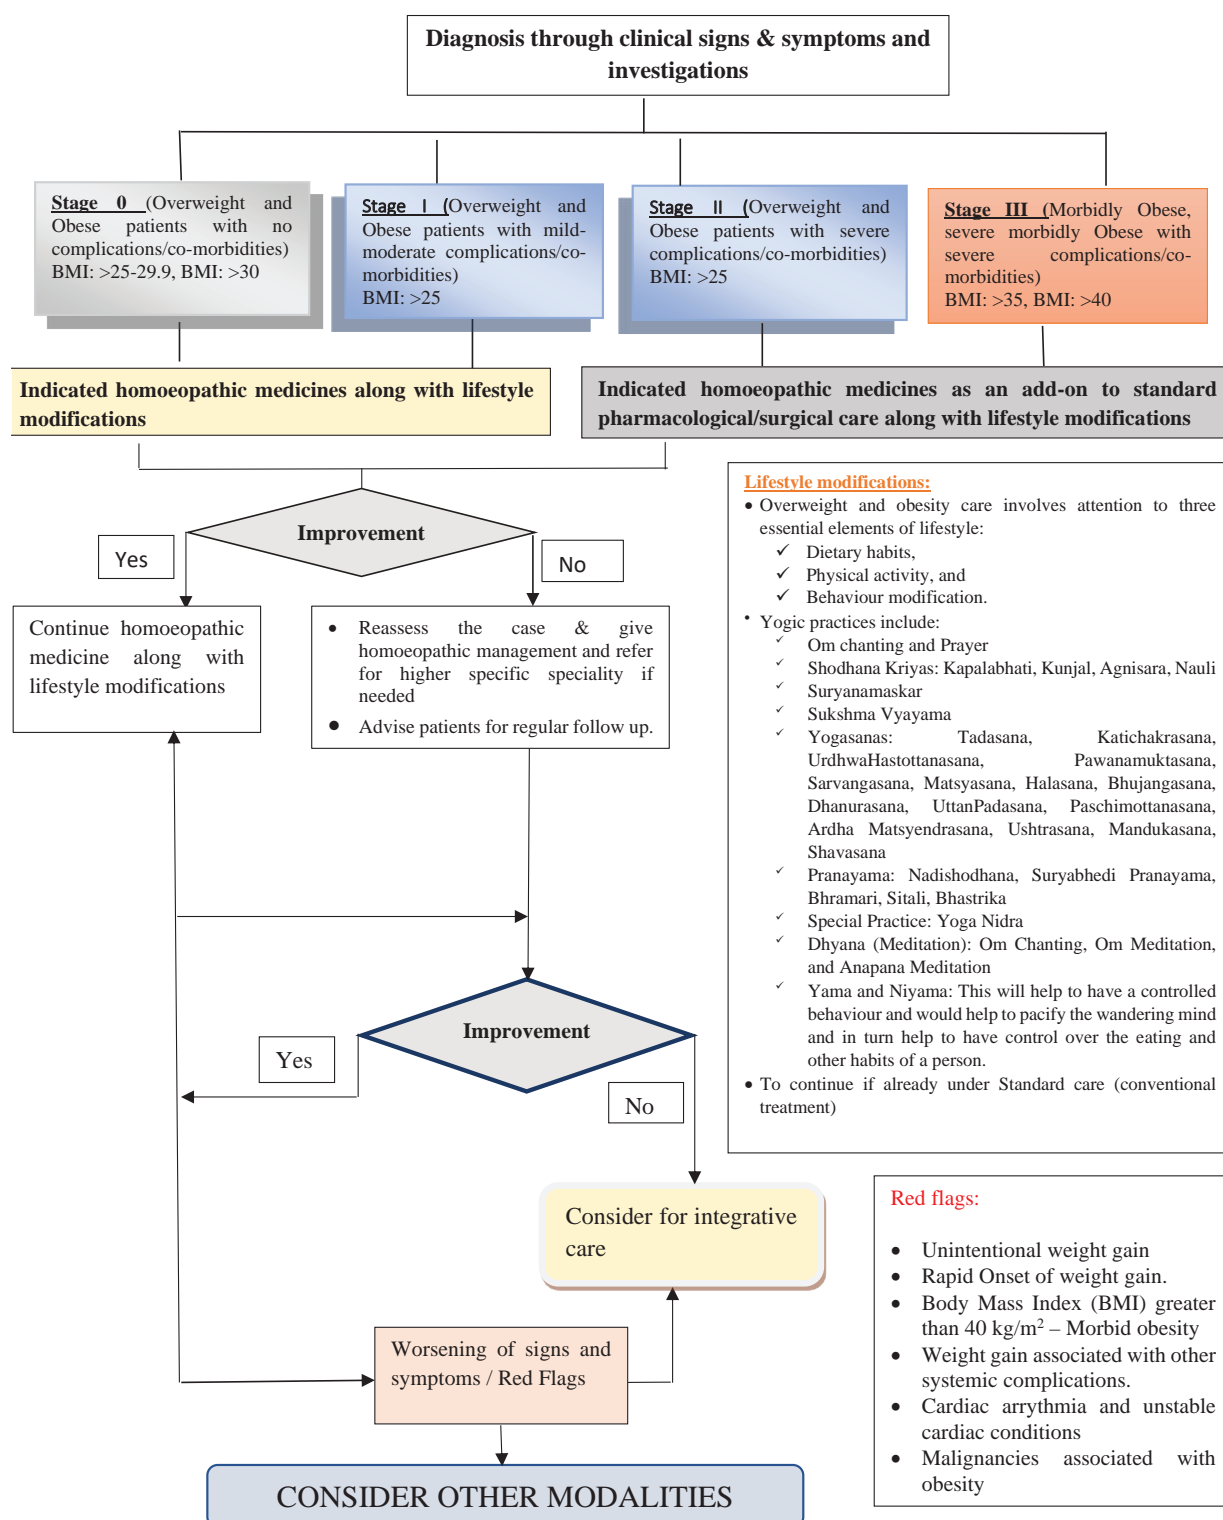 Diagnosis through clinical signs & symptoms and
investigations
Stage 0 (Overweight and
Obese patients with no
complications/co-morbidities)
BMI: >25-29.9, BMI: >30
Stage I (Overweight and
Obese patients with mild-
moderate complications/co-
morbidities)
BMI: >25
Stage II (Overweight and
Obese patients with severe
complications/co-morbidities)
BMI: >25
Stage III (Morbidly Obese,
severe morbidly Obese with
severe complications/co-
morbidities)
BMI: >35, BMI: >40
Indicated homoeopathic medicines along with lifestyle
modifications
Indicated homoeopathic medicines as an add-on to standard
pharmacological/surgical care along with lifestyle modifications
Improvement
Yes
No
Continue homoeopathic
medicine along with
lifestyle modifications
• Reassess the case & give
homoeopathic management and refer
for higher specific speciality if
needed
• Advise patients for regular follow up.
Lifestyle modifications:
• Overweight and obesity care involves attention to three
essential elements of lifestyle:
✓ Dietary habits,
✓ Physical activity, and
✓ Behaviour modification.
• Yogic practices include:
✓ Om chanting and Prayer
✓ Shodhana Kriyas: Kapalabhati, Kunjal, Agnisara, Nauli
✓ Suryanamaskar
✓ Sukshma Vyayama
✓ Yogasanas: Tadasana, Katichakrasana,
UrdhwaHastottanasana, Pawanamuktasana,
Sarvangasana, Matsyasana, Halasana, Bhujangasana,
Dhanurasana, UttanPadasana, Paschimottanasana,
Ardha Matsyendrasana, Ushtrasana, Mandukasana,
Shavasana
✓ Pranayama: Nadishodhana, Suryabhedi Pranayama,
Bhramari, Sitali, Bhastrika
✓ Special Practice: Yoga Nidra
✓ Dhyana (Meditation): Om Chanting, Om Meditation,
and Anapana Meditation
✓ Yama and Niyama: This will help to have a controlled
behaviour and would help to pacify the wandering mind
and in turn help to have control over the eating and
other habits of a person.
• To continue if already under Standard care (conventional
treatment)
Improvement
Yes
No
Consider for integrative
care
Worsening of signs and
symptoms / Red Flags
CONSIDER OTHER MODALITIES
Red flags:
• Unintentional weight gain
• Rapid Onset of weight gain.
• Body Mass Index (BMI) greater
than 40 kg/m² – Morbid obesity
• Weight gain associated with other
systemic complications.
• Cardiac arrythmia and unstable
cardiac conditions
• Malignancies associated with
obesity